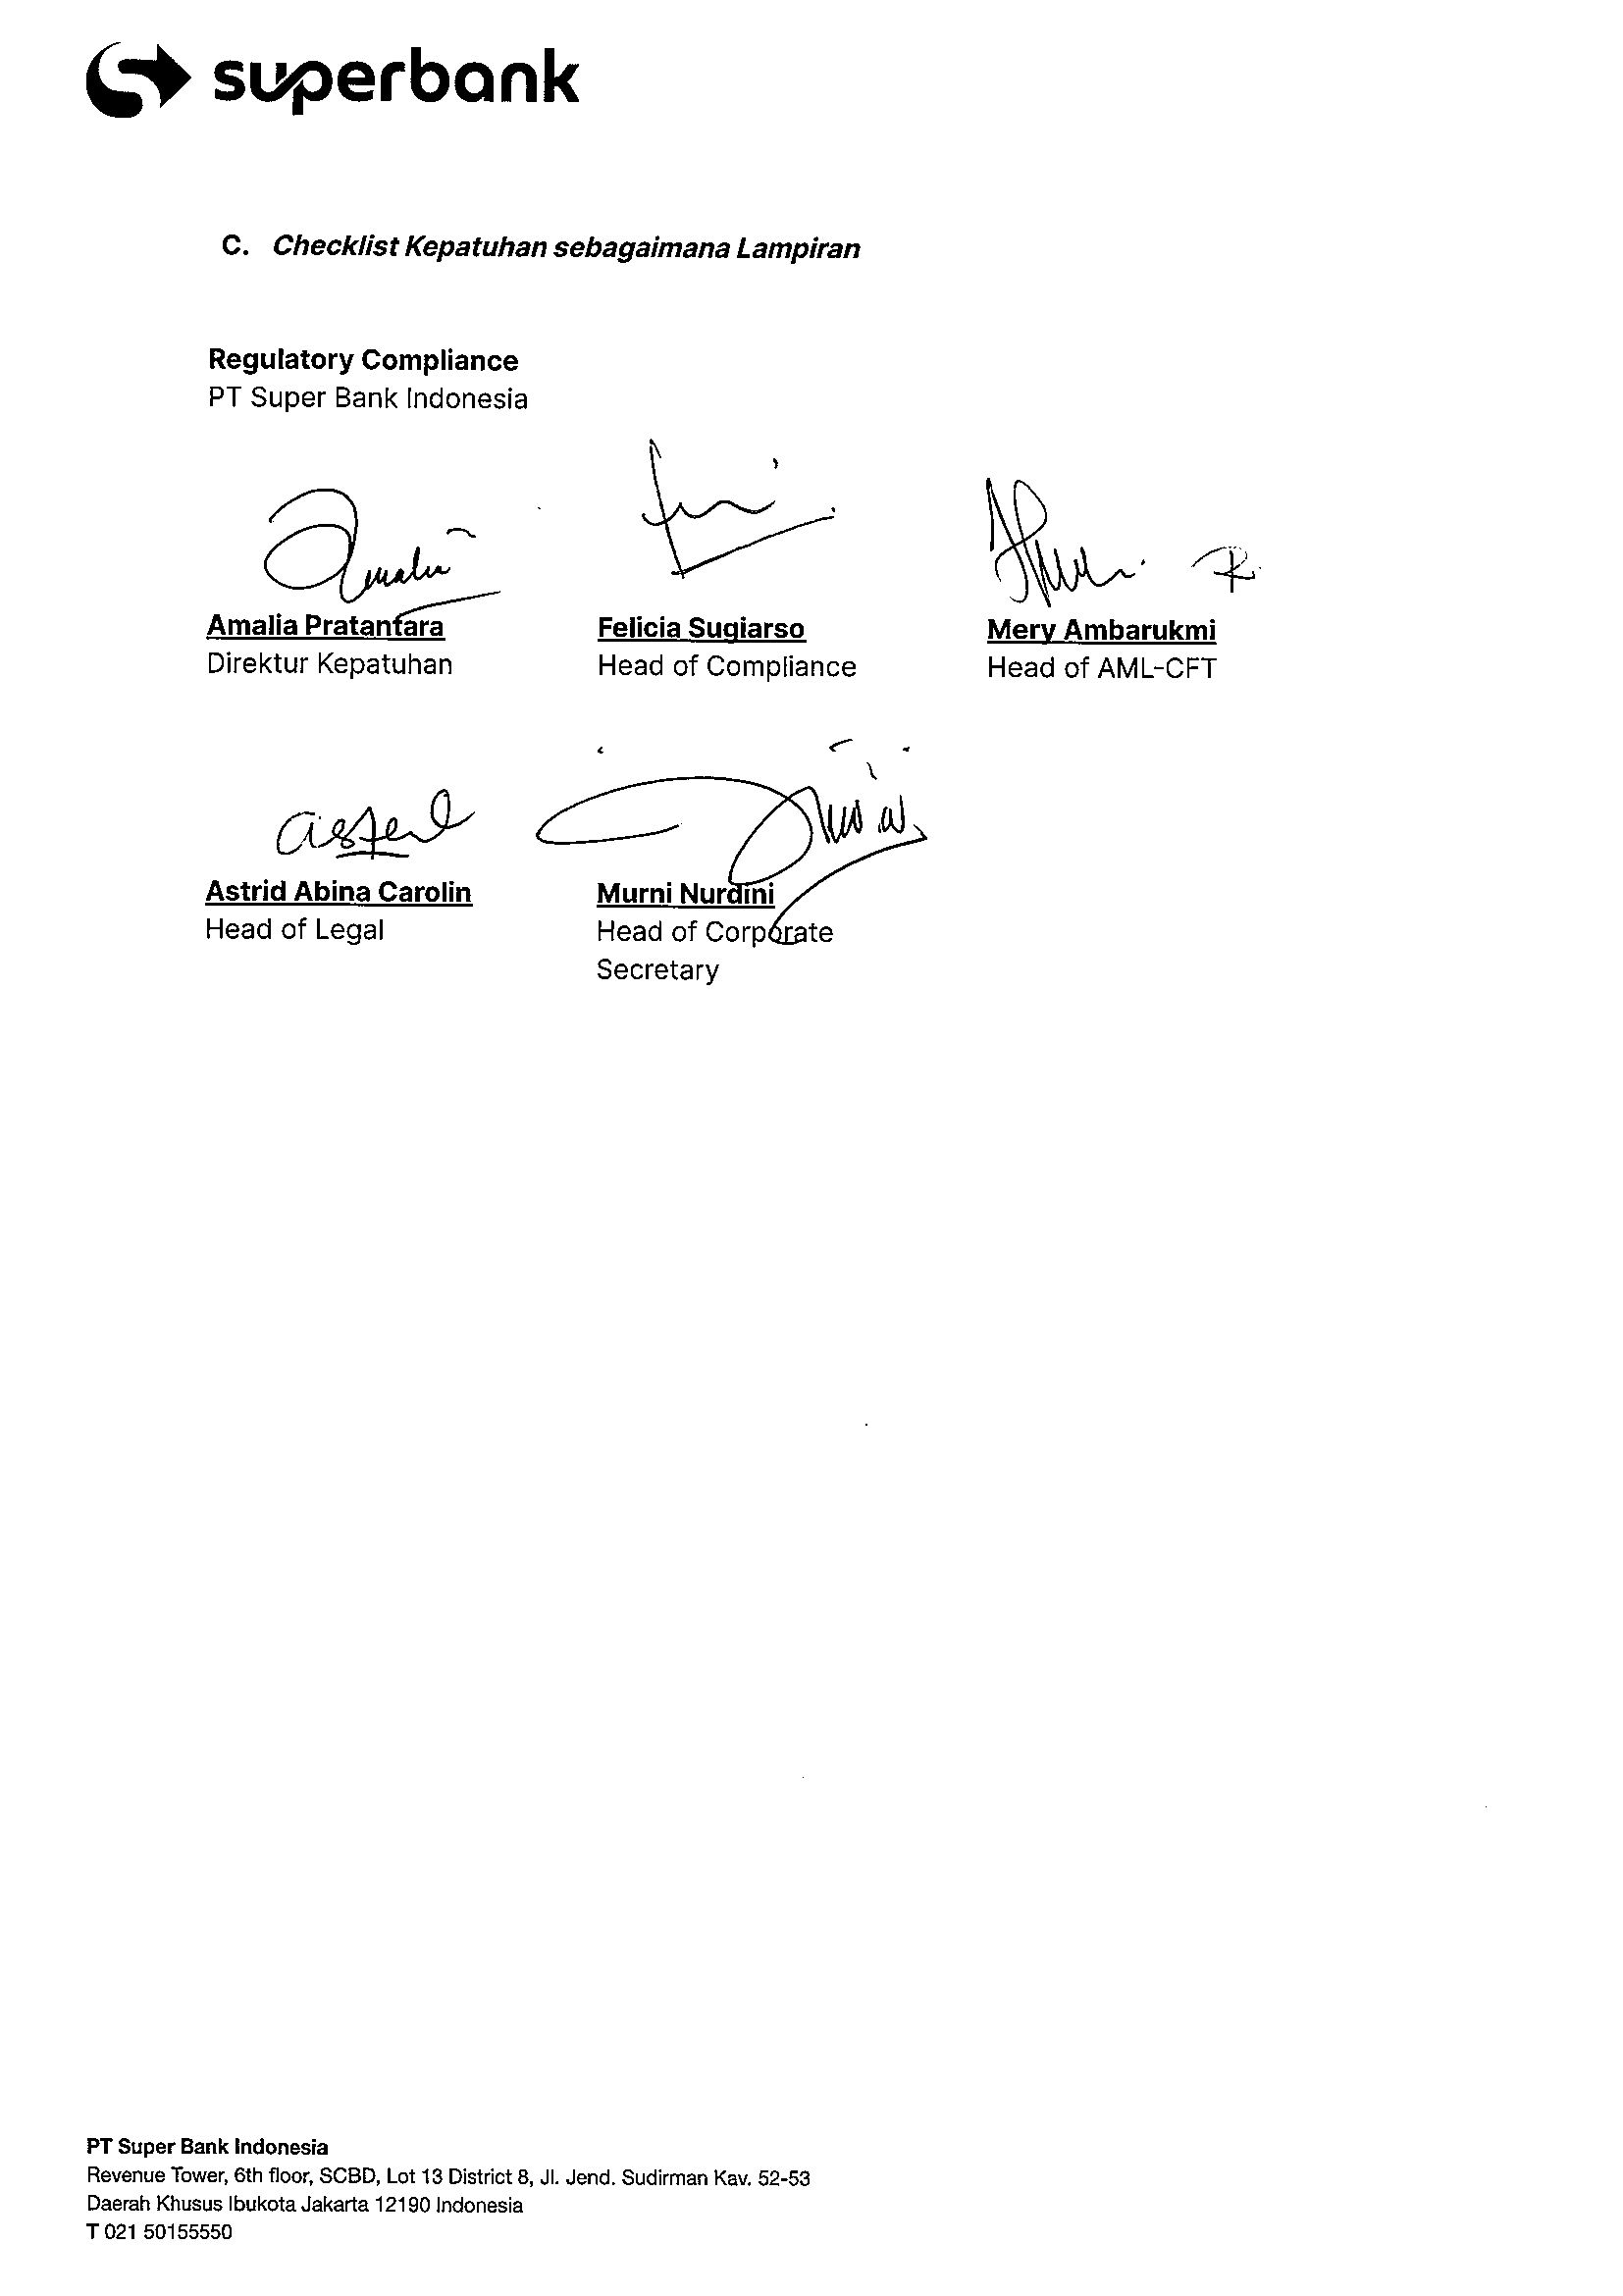 superbank
C. Checklist Kepatuhan sebagaimana Lampiran
Regulatory Compliance
PT Super Bank Indonesia
Amalia Pratantara
Direktur Kepatuhan
Felicia Sugiarso
Head of Compliance
Mery Ambarukmi
Head of AML-CFT
Astrid Abina Carolin
Head of Legal
Murni Nurdini
Head of Corporate
Secretary
PT Super Bank Indonesia
Revenue Tower, 6th floor, SCBD, Lot 13 District 8, Jl. Jend. Sudirman Kav. 52-53
Daerah Khusus Ibukota Jakarta 12190 Indonesia
T 021 50155550